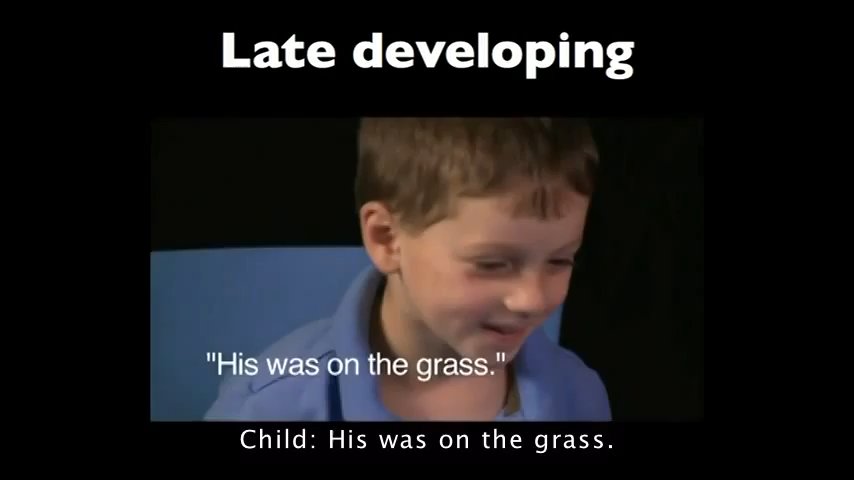 Late developing
"His was on the grass."
Child: His was on the grass.